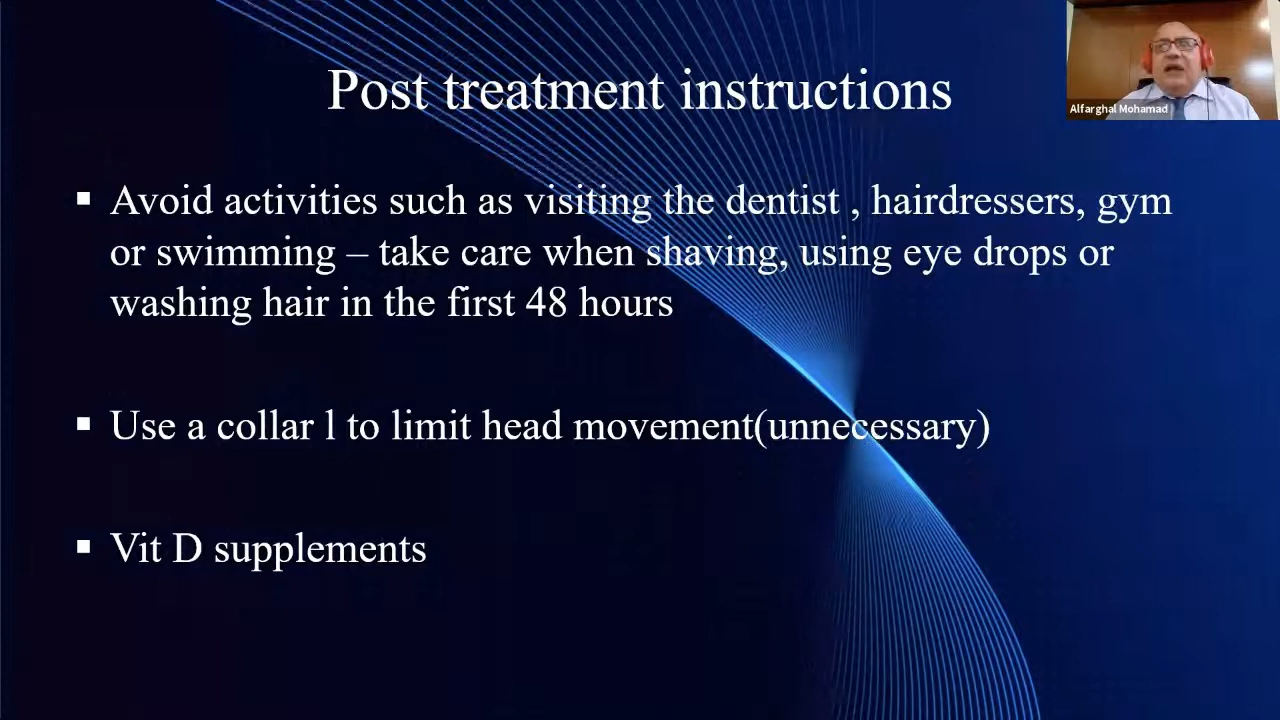 Post treatment instructions
Alfarghal Mohamad
▪ Avoid activities such as visiting the dentist , hairdressers, gym
or swimming – take care when shaving, using eye drops or
washing hair in the first 48 hours
▪ Use a collar l to limit head movement(unnecessary)
▪ Vit D supplements